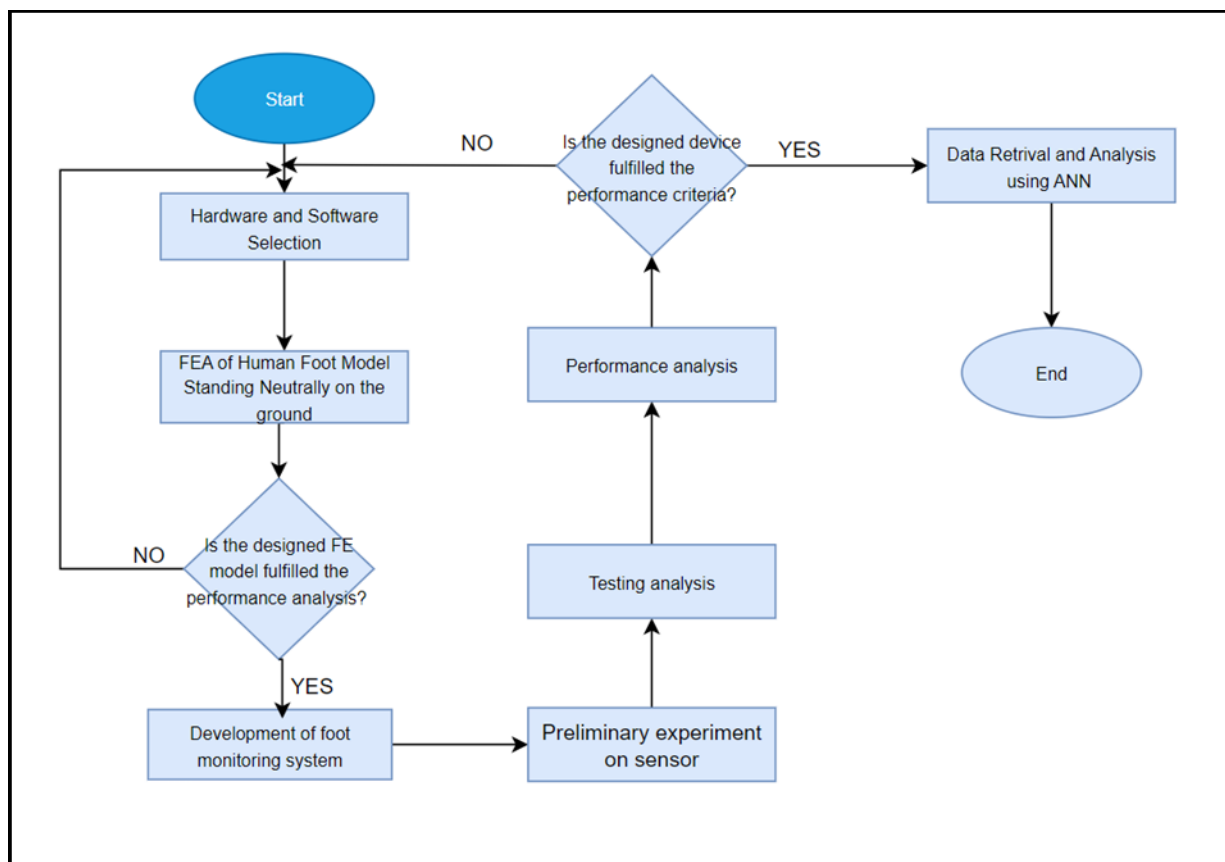 Start
Hardware and Software
Selection
FEA of Human Foot Model
Standing Neutrally on the
ground
Is the designed FE
model fulfilled the
performance analysis?
NO
YES
Development of foot
monitoring system
Preliminary experiment
on sensor
Testing analysis
Performance analysis
Is the designed device
fulfilled the
performance criteria?
NO
YES
Data Retrival and Analysis
using ANN
End